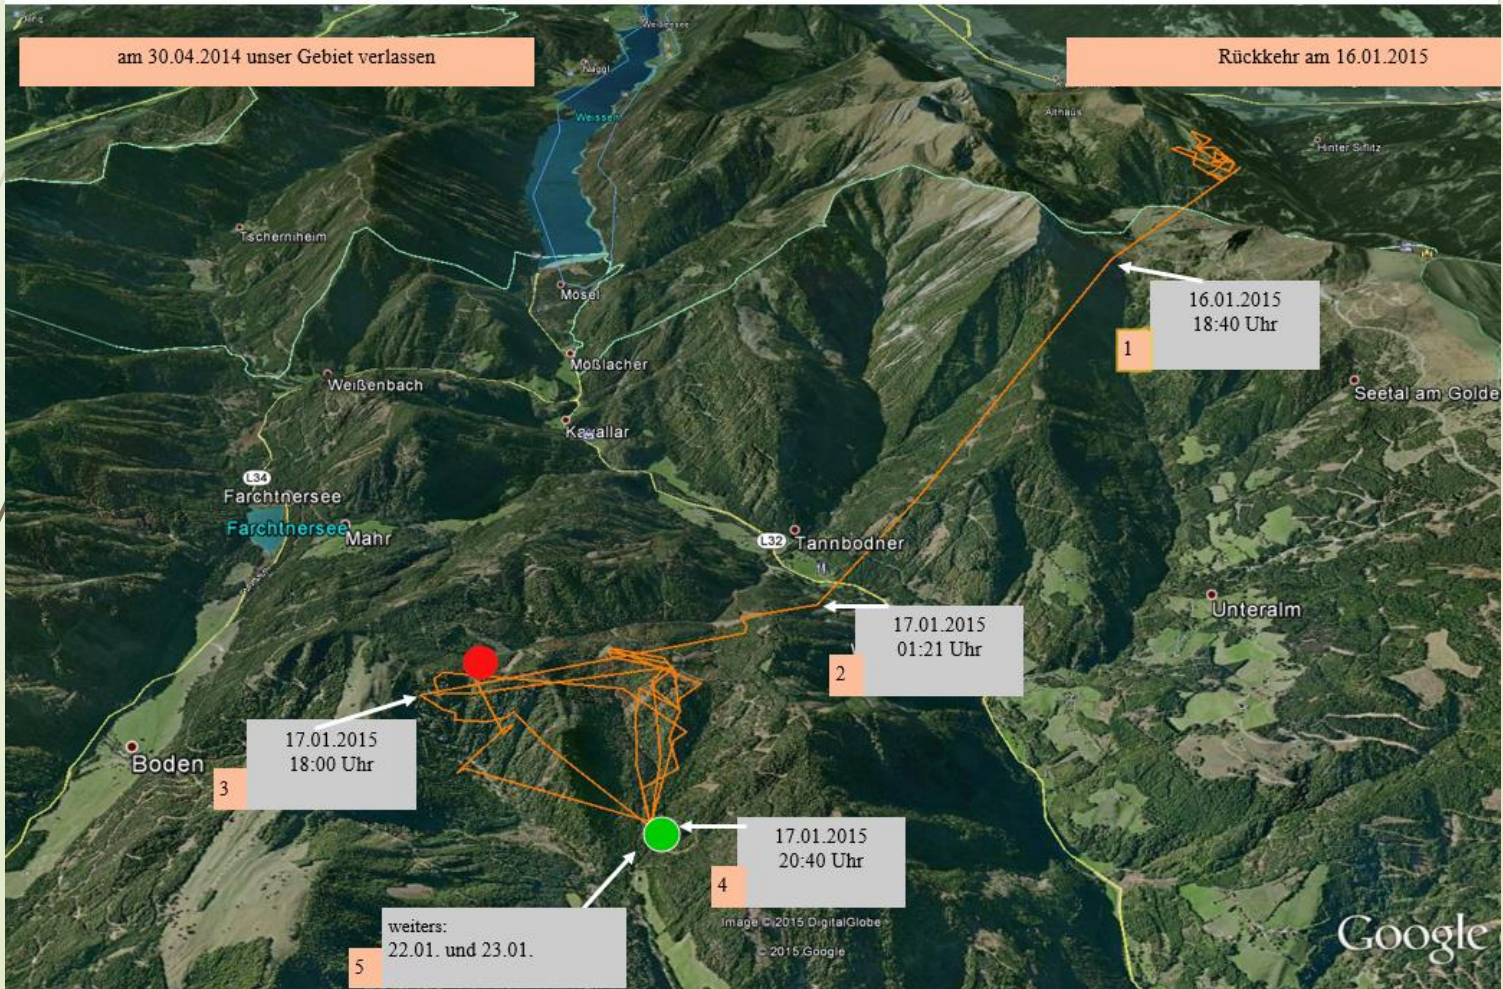 Weissensee
am 30.04.2014 unser Gebiet verlassen
Rückkehr am 16.01.2015
Naggl
Weissen
Althaus
Hinter Siflitz
Tscherniheim
Mösel
16.01.2015
18:40 Uhr
1
Mößlacher
Weißenbach
Seetal am Golde
Kavallar
L34
Farchtnersee
Farchtnersee
Mahr
L32
Tannbodner
Unteralm
17.01.2015
01:21 Uhr
2
17.01.2015
18:00 Uhr
3
Boden
17.01.2015
20:40 Uhr
4
weiters:
22.01. und 23.01.
5
Image © 2015 DigitalGlobe
© 2015 Google
Google